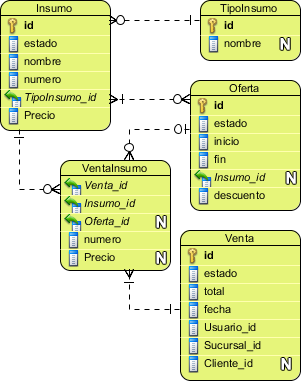 Insumo
id
estado
nombre
numero
TipoInsumo_id
Precio
TipoInsumo
id
nombre N
Oferta
id
estado
inicio
fin
Insumo_id N
descuento
VentaInsumo
Venta_id
Insumo_id
Oferta_id N
numero
Precio N
Venta
id
estado
total
fecha
Usuario_id
Sucursal_id
Cliente_id N